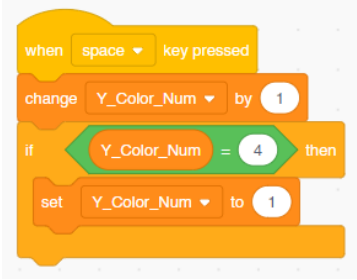 when space key pressed
change Y_Color_Num by 1
if Y_Color_Num = 4 then
set Y_Color_Num to 1